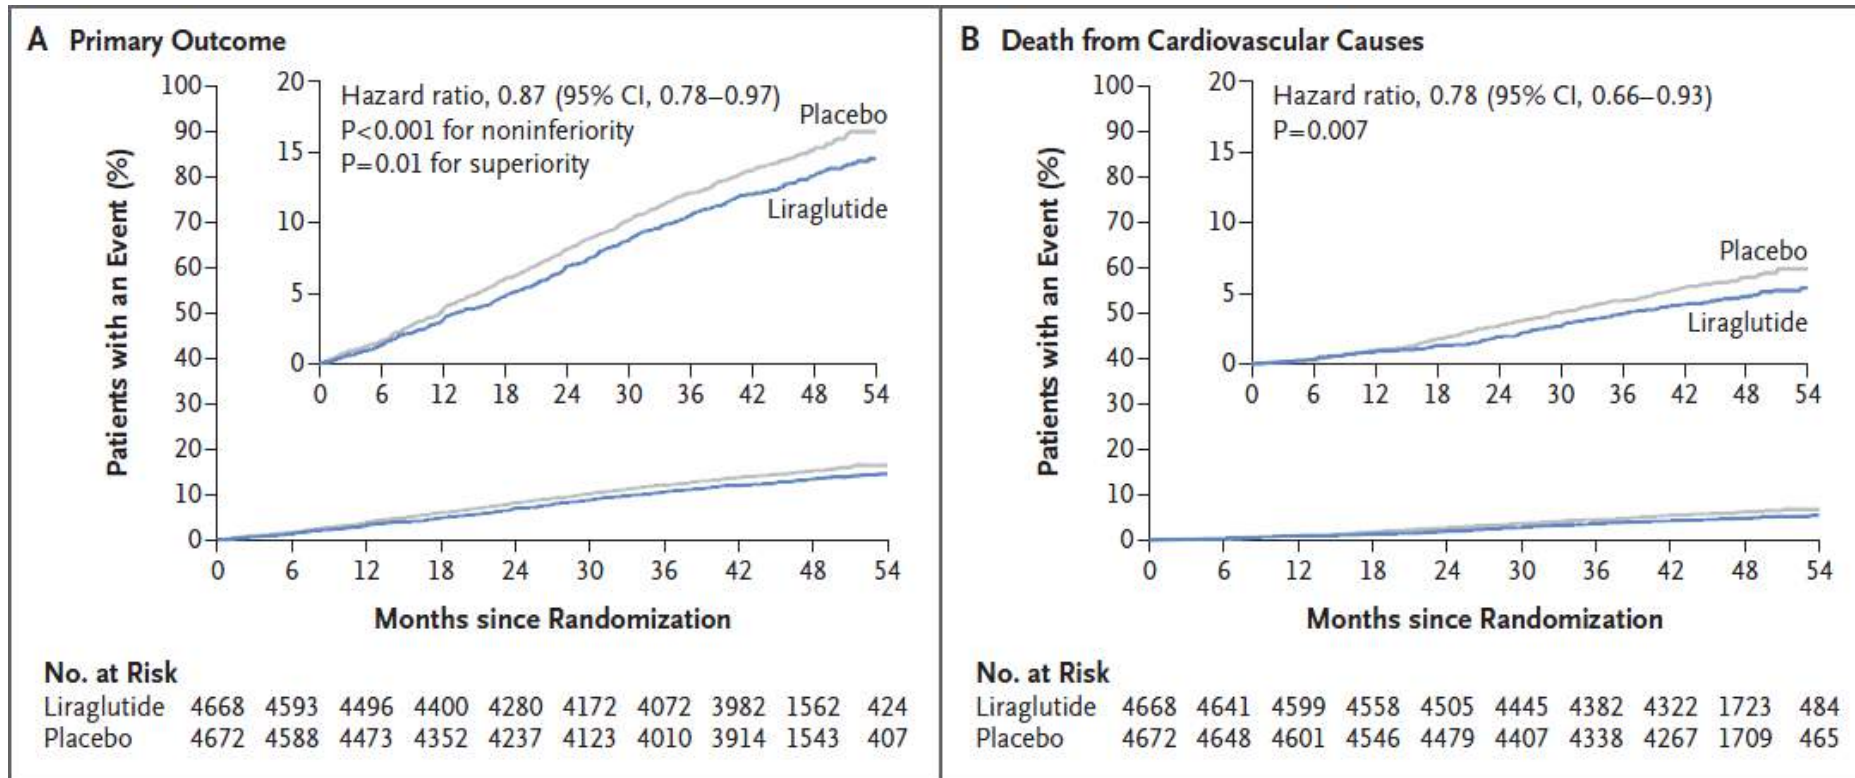 A Primary Outcome
Patients with an Event (%)
100
90
80
70
60
50
40
30
20
10
0
20
15
10
5
0
Hazard ratio, 0.87 (95% CI, 0.78–0.97)
P<0.001 for noninferiority
P=0.01 for superiority
Placebo
Liraglutide
0 6 12 18 24 30 36 42 48 54
0 6 12 18 24 30 36 42 48 54
Months since Randomization
No. at Risk
Liraglutide 4668 4593 4496 4400 4280 4172 4072 3982 1562 424
Placebo 4672 4588 4473 4352 4237 4123 4010 3914 1543 407
B Death from Cardiovascular Causes
Patients with an Event (%)
100
90
80
70
60
50
40
30
20
10
0
20
15
10
5
0
Hazard ratio, 0.78 (95% CI, 0.66–0.93)
P=0.007
Placebo
Liraglutide
0 6 12 18 24 30 36 42 48 54
0 6 12 18 24 30 36 42 48 54
Months since Randomization
No. at Risk
Liraglutide 4668 4641 4599 4558 4505 4445 4382 4322 1723 484
Placebo 4672 4648 4601 4546 4479 4407 4338 4267 1709 465